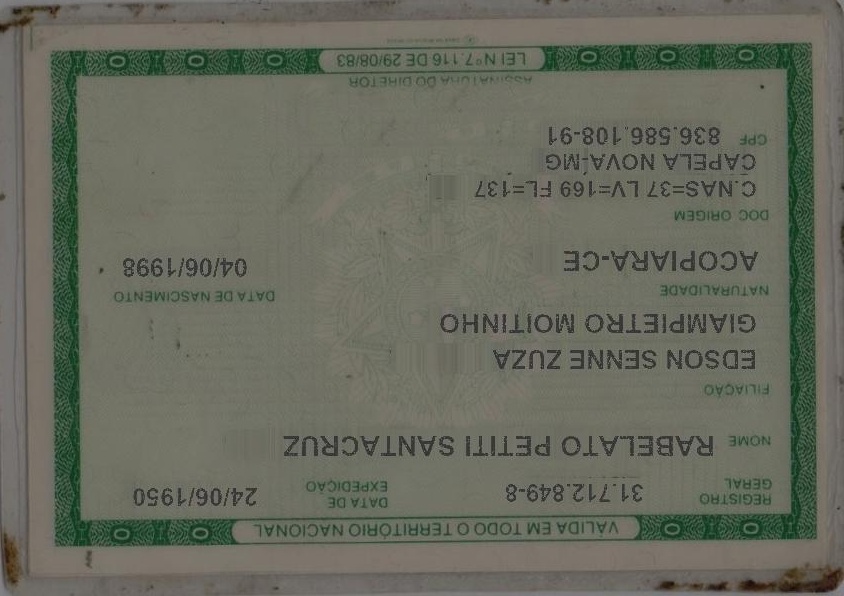 VÁLIDA EM TODO O TERRITÓRIO NACIONAL
REGISTRO GERAL 31.712.849-8 DATA DE EXPEDIÇÃO 24/06/1950
NOME RABELATO PETITI SANTACRUZ
FILIAÇÃO
EDSON SENNE ZUZA
GIAMPIETRO MOITINHO
NATURALIDADE DATA DE NASCIMENTO
ACOPIARA-CE 04/06/1998
DOC ORIGEM
C.NAS=37 LV=169 FL=137
CAPELA NOVA-MG
CPF 836.586.108-91
ASSINATURA DO DIRETOR
LEI Nº 7.116 DE 29/08/83